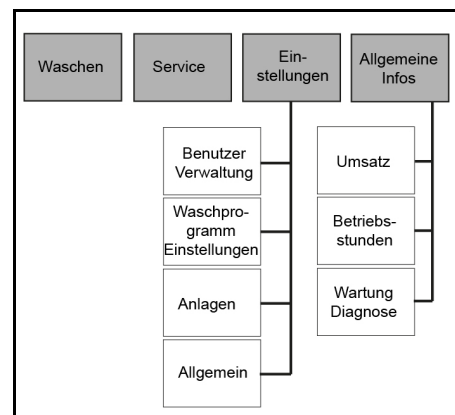 Waschen
Service
Ein-
stellungen
Allgemeine
Infos
Benutzer
Verwaltung
Waschpro-
gramm
Einstellungen
Anlagen
Allgemein
Umsatz
Betriebs-
stunden
Wartung
Diagnose